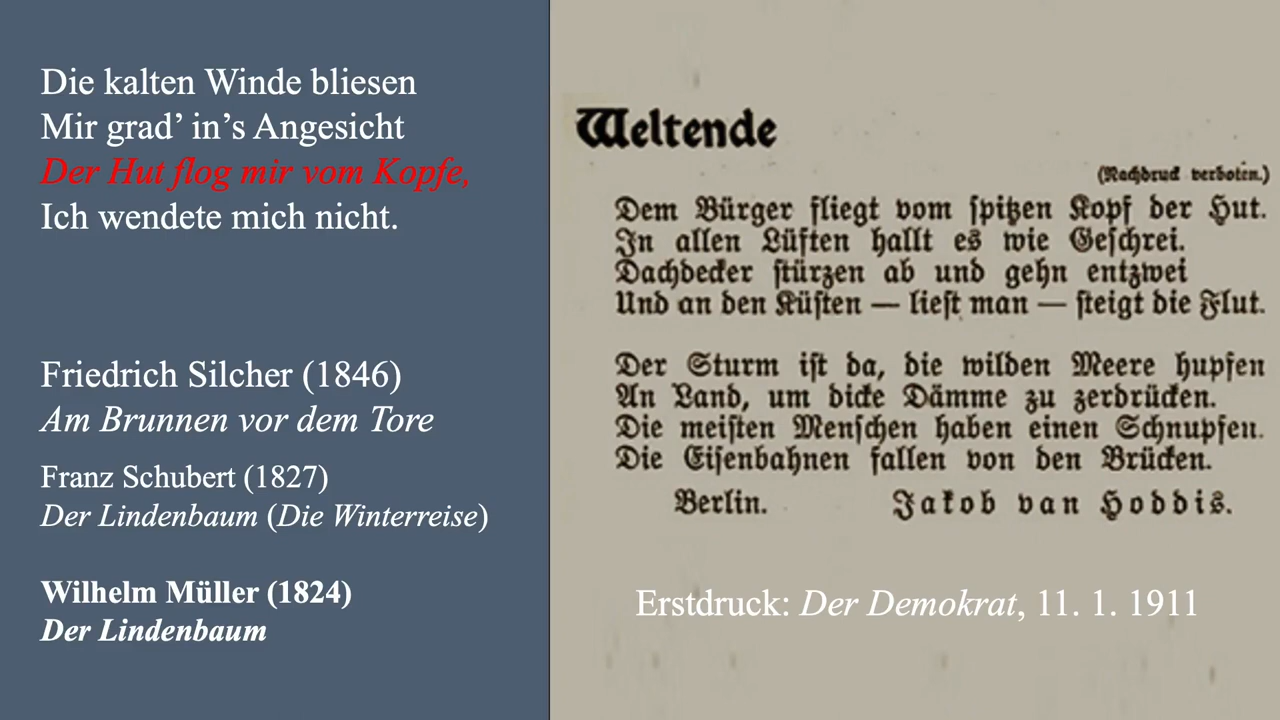 Die kalten Winde bliesen
Mir grad’ in’s Angesicht
Der Hut flog mir vom Kopfe,
Ich wendete mich nicht.
Friedrich Silcher (1846)
Am Brunnen vor dem Tore
Franz Schubert (1827)
Der Lindenbaum (Die Winterreise)
Wilhelm Müller (1824)
Der Lindenbaum
Weltende
(Nachdruck verboten.)
Dem Bürger fliegt vom spitzen Kopf der Hut.
In allen Lüften hallt es wie Geschrei.
Dachdecker stürzen ab und gehn entzwei
Und an den Küsten — liest man — steigt die Flut.
Der Sturm ist da, die wilden Meere hupfen
An Land, um dicke Dämme zu zerdrücken.
Die meisten Menschen haben einen Schnupfen.
Die Eisenbahnen fallen von den Brücken.
Berlin. Jakob van Hoddis.
Erstdruck: Der Demokrat, 11. 1. 1911